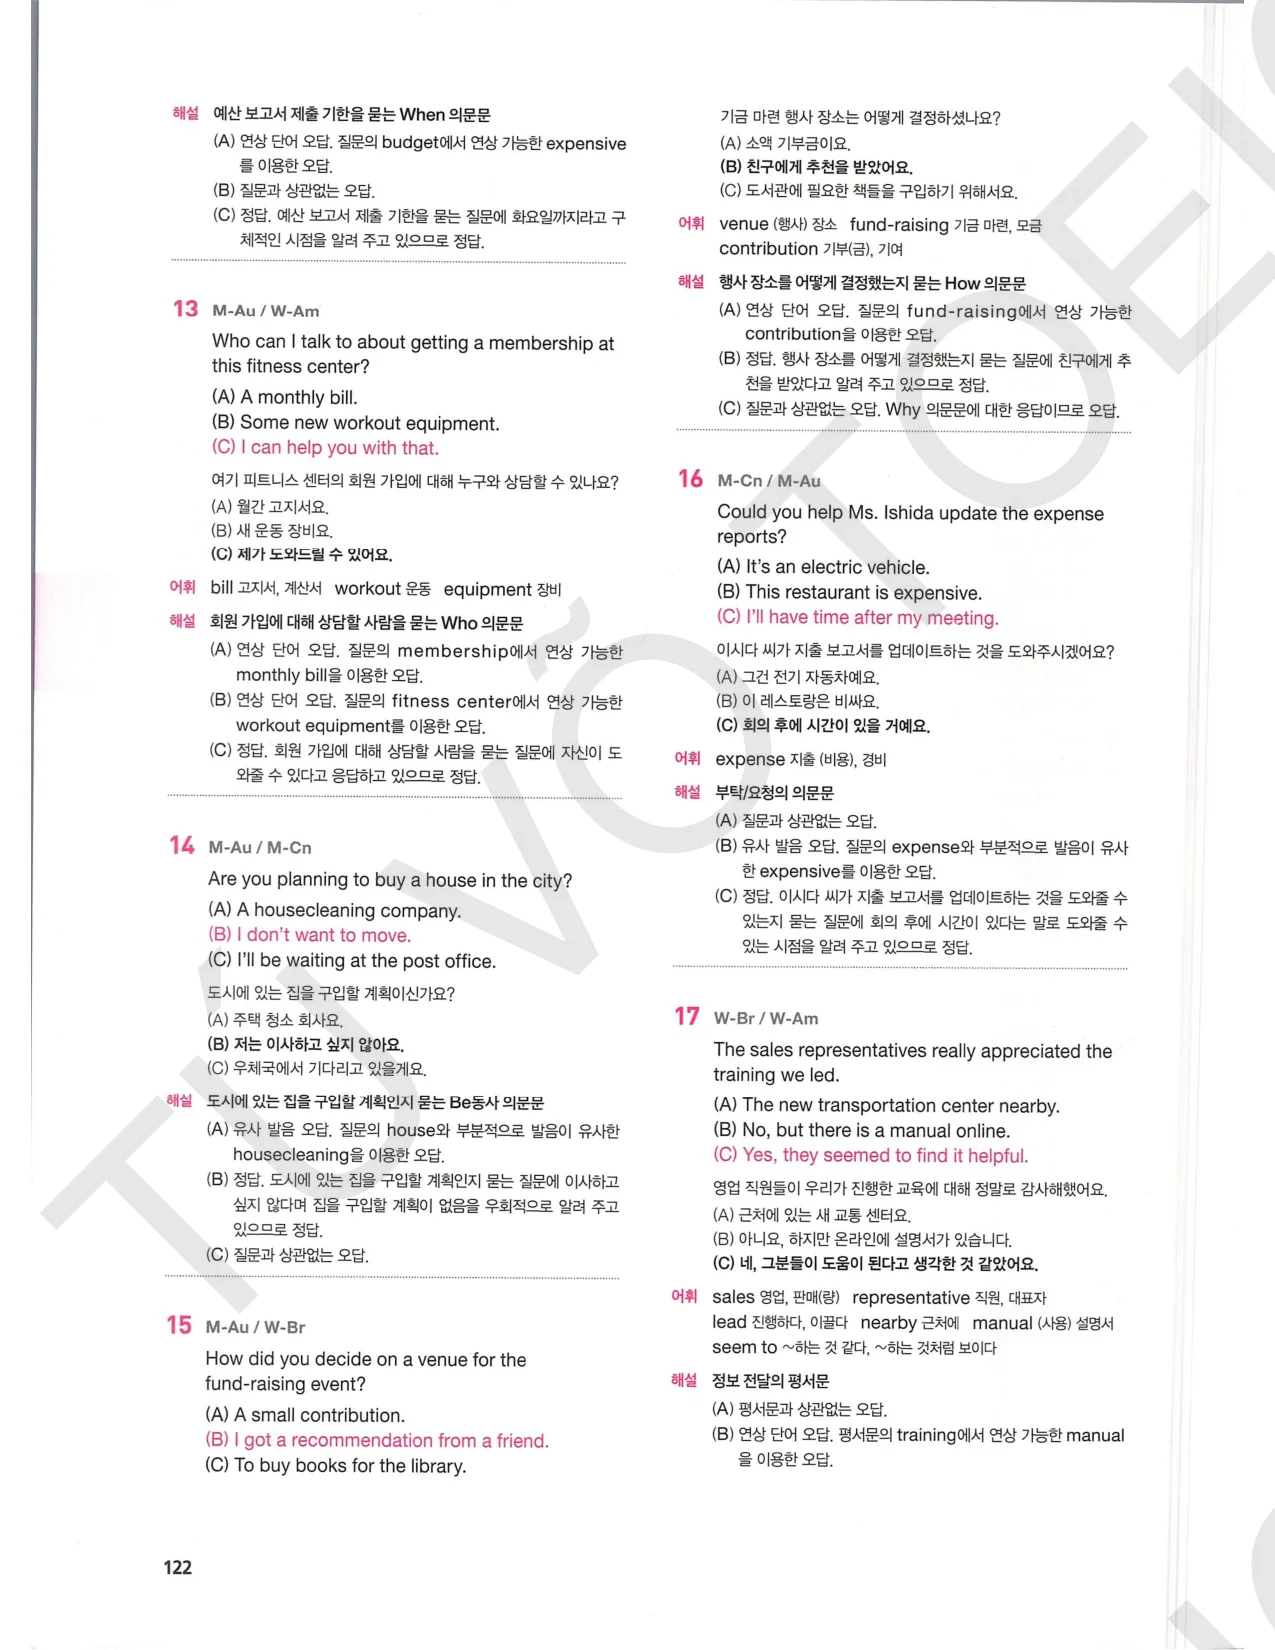 해설 예산 보고서 제출 기한을 묻는 When 의문문
(A) 연상 단어 오답. 질문의 budget에서 연상 가능한 expensive
를 이용한 오답.
(B) 질문과 상관없는 오답.
(C) 정답. 예산 보고서 제출 기한을 묻는 질문에 화요일까지라고 구
체적인 시점을 알려 주고 있으므로 정답.
13 M-Au / W-Am
Who can I talk to about getting a membership at
this fitness center?
(A) A monthly bill.
(B) Some new workout equipment.
(C) I can help you with that.
여기 피트니스 센터의 회원 가입에 대해 누구와 상담할 수 있나요?
(A) 월간 고지서요.
(B) 새 운동 장비요.
(C) 제가 도와드릴 수 있어요.
어휘 bill 고지서, 계산서 workout 운동 equipment 장비
해설 회원 가입에 대해 상담할 사람을 묻는 Who 의문문
(A) 연상 단어 오답. 질문의 membership에서 연상 가능한
monthly bill을 이용한 오답.
(B) 연상 단어 오답. 질문의 fitness center에서 연상 가능한
workout equipment를 이용한 오답.
(C) 정답. 회원 가입에 대해 상담할 사람을 묻는 질문에 자신이 도
와줄 수 있다고 응답하고 있으므로 정답.
14 M-Au / M-Cn
Are you planning to buy a house in the city?
(A) A housecleaning company.
(B) I don't want to move.
(C) I'll be waiting at the post office.
도시에 있는 집을 구입할 계획이신가요?
(A) 주택 청소 회사요.
(B) 저는 이사하고 싶지 않아요.
(C) 우체국에서 기다리고 있을게요.
해설 도시에 있는 집을 구입할 계획인지 묻는 Be동사 의문문
(A) 유사 발음 오답. 질문의 house와 부분적으로 발음이 유사한
housecleaning을 이용한 오답.
(B) 정답. 도시에 있는 집을 구입할 계획인지 묻는 질문에 이사하고
싶지 않다며 집을 구입할 계획이 없음을 우회적으로 알려 주고
있으므로 정답.
(C) 질문과 상관없는 오답.
15 M-Au / W-Br
How did you decide on a venue for the
fund-raising event?
(A) A small contribution.
(B) I got a recommendation from a friend.
(C) To buy books for the library.
122
기금 마련 행사 장소는 어떻게 결정하셨나요?
(A) 소액 기부금이요.
(B) 친구에게 추천을 받았어요.
(C) 도서관에 필요한 책들을 구입하기 위해서요.
어휘 venue (행사) 장소 fund-raising 기금 마련, 모금
contribution 기부(금), 기여
해설 행사 장소를 어떻게 결정했는지 묻는 How 의문문
(A) 연상 단어 오답. 질문의 fund-raising에서 연상 가능한
contribution을 이용한 오답.
(B) 정답. 행사 장소를 어떻게 결정했는지 묻는 질문에 친구에게 추
천을 받았다고 알려 주고 있으므로 정답.
(C) 질문과 상관없는 오답. Why 의문문에 대한 응답이므로 오답.
16 M-Cn / M-Au
Could you help Ms. Ishida update the expense
reports?
(A) It's an electric vehicle.
(B) This restaurant is expensive.
(C) I'll have time after my meeting.
이시다 씨가 지출 보고서를 업데이트하는 것을 도와주시겠어요?
(A) 그건 전기 자동차예요.
(B) 이 레스토랑은 비싸요.
(C) 회의 후에 시간이 있을 거예요.
어휘 expense 지출 (비용), 경비
해설 부탁/요청의 의문문
(A) 질문과 상관없는 오답.
(B) 유사 발음 오답. 질문의 expense와 부분적으로 발음이 유사
한 expensive를 이용한 오답.
(C) 정답. 이시다 씨가 지출 보고서를 업데이트하는 것을 도와줄 수
있는지 묻는 질문에 회의 후에 시간이 있다는 말로 도와줄 수
있는 시점을 알려 주고 있으므로 정답.
17 W-Br / W-Am
The sales representatives really appreciated the
training we led.
(A) The new transportation center nearby.
(B) No, but there is a manual online.
(C) Yes, they seemed to find it helpful.
영업 직원들이 우리가 진행한 교육에 대해 정말로 감사해했어요.
(A) 근처에 있는 새 교통 센터요.
(B) 아니요, 하지만 온라인에 설명서가 있습니다.
(C) 네, 그분들이 도움이 된다고 생각한 것 같았어요.
어휘 sales 영업, 판매(량) representative 직원, 대표자
lead 진행하다, 이끌다 nearby 근처에 manual (사용) 설명서
seem to ~하는 것 같다, ~하는 것처럼 보이다
해설 정보 전달의 평서문
(A) 평서문과 상관없는 오답.
(B) 연상 단어 오답. 평서문의 training에서 연상 가능한 manual
을 이용한 오답.
TÚ VÕ TOEIC